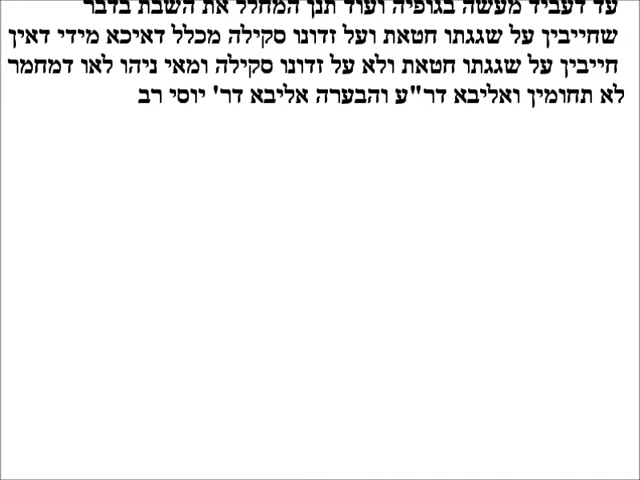 עד דעביד מעשה בגופיה ועוד תנן המחלל את השבת בדבר
שחייבין על שגגתו חטאת ועל זדונו סקילה מכלל דאיכא מידי דאין
חייבין על שגגתו חטאת ולא על זדונו סקילה ומאי ניהו לאו דמחמר
לא תחומין ואליבא דר"ע והבערה אליבא דר' יוסי רב